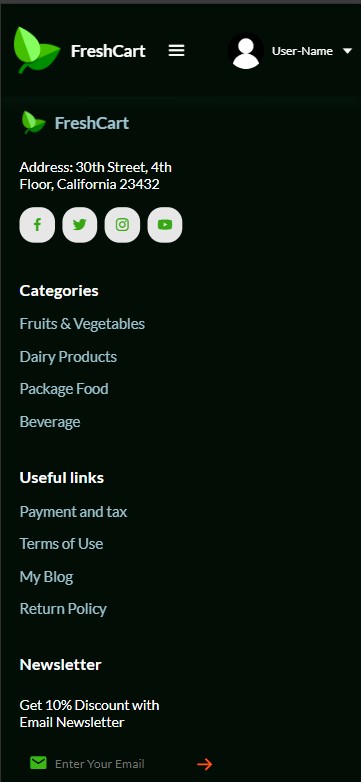 FreshCart
User-Name
FreshCart
Address: 30th Street, 4th
Floor, California 23432
Categories
Fruits & Vegetables
Dairy Products
Package Food
Beverage
Useful links
Payment and tax
Terms of Use
My Blog
Return Policy
Newsletter
Get 10% Discount with
Email Newsletter
Enter Your Email